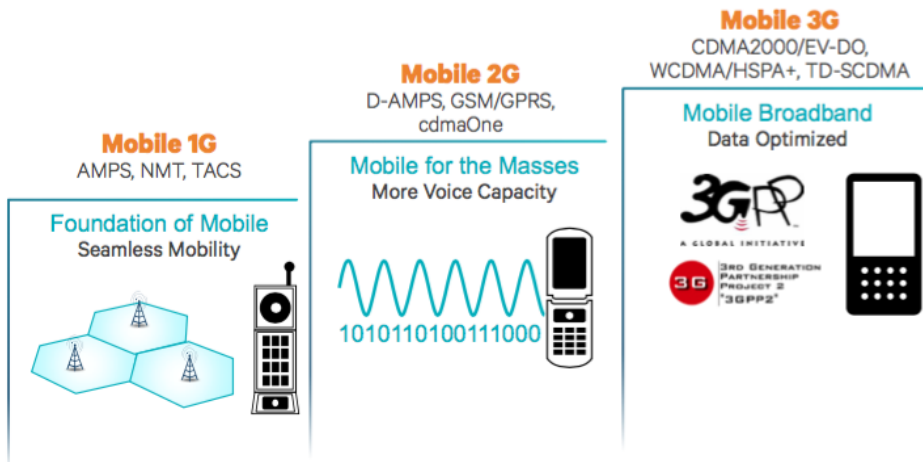 Mobile 1G
AMPS, NMT, TACS
Foundation of Mobile
Seamless Mobility
Mobile 2G
D-AMPS, GSM/GPRS,
cdmaOne
Mobile for the Masses
More Voice Capacity
1010110100111000
Mobile 3G
CDMA2000/EV-DO,
WCDMA/HSPA+, TD-SCDMA
Mobile Broadband
Data Optimized
3GPP
A GLOBAL INITIATIVE
3G
3RD GENERATION
PARTNERSHIP
PROJECT 2
"3GPP2"